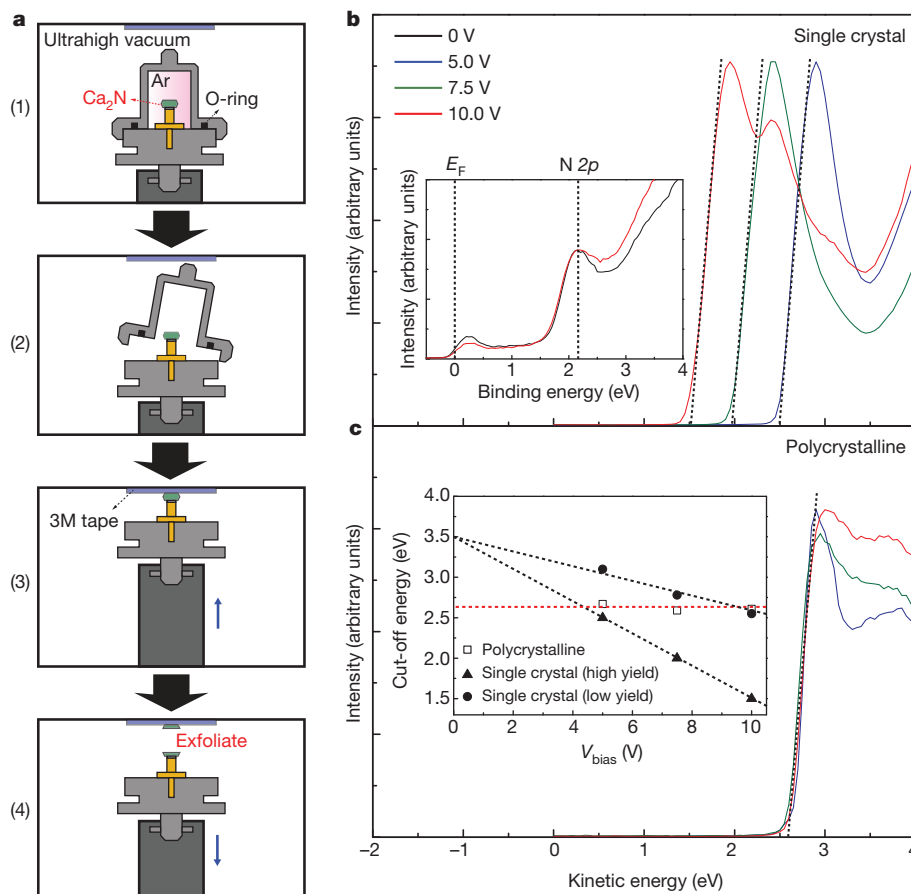 a
Ultrahigh vacuum
Ar
Ca2N
O-ring
(1)
(2)
3M tape
(3)
Exfoliate
(4)
b
0 V
5.0 V
7.5 V
10.0 V
Single crystal
Intensity (arbitrary units)
EF
N 2p
Intensity (arbitrary units)
0
1
2
3
4
Binding energy (eV)
c
Polycrystalline
Intensity (arbitrary units)
4.0
3.5
3.0
2.5
2.0
1.5
Cut-off energy (eV)
Polycrystalline
Single crystal (high yield)
Single crystal (low yield)
0
2
4
6
8
10
Vbias (V)
−2
−1
0
1
2
3
4
Kinetic energy (eV)